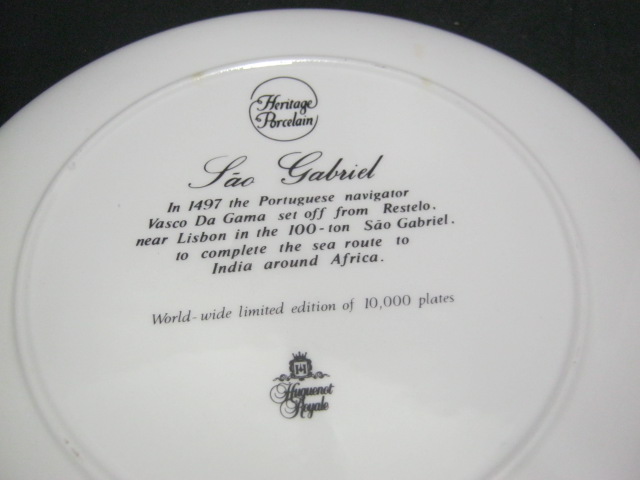 Heritage
Porcelain
São Gabriel
In 1497 the Portuguese navigator
Vasco Da Gama set off from Restelo.
near Lisbon in the 100-ton São Gabriel.
to complete the sea route to
India around Africa.
World-wide limited edition of 10,000 plates
H
Huguenot
Royale